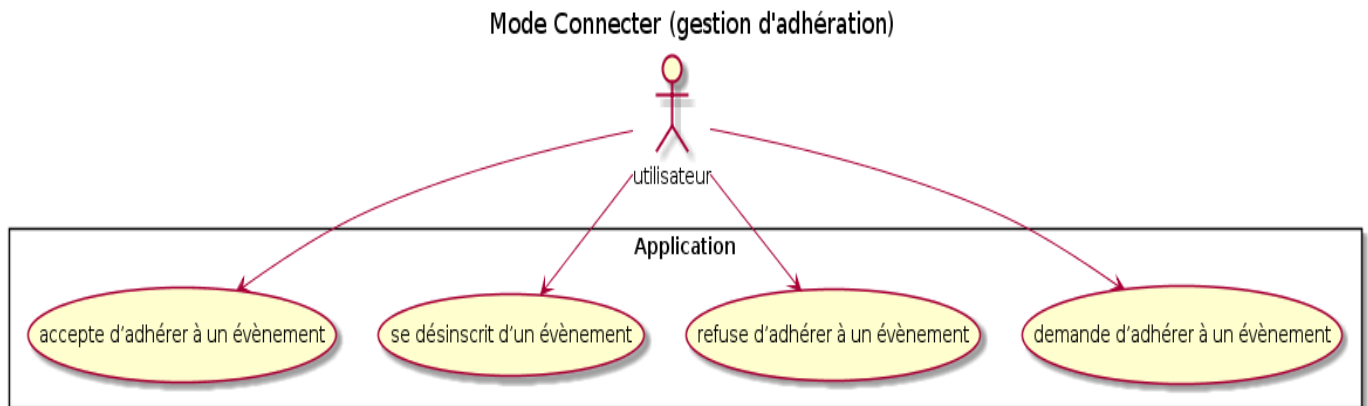 Mode Connecter (gestion d'adhération)
utilisateur
Application
accepte d’adhérer à un évènement
se désinscrit d’un évènement
refuse d’adhérer à un évènement
demande d’adhérer à un évènement